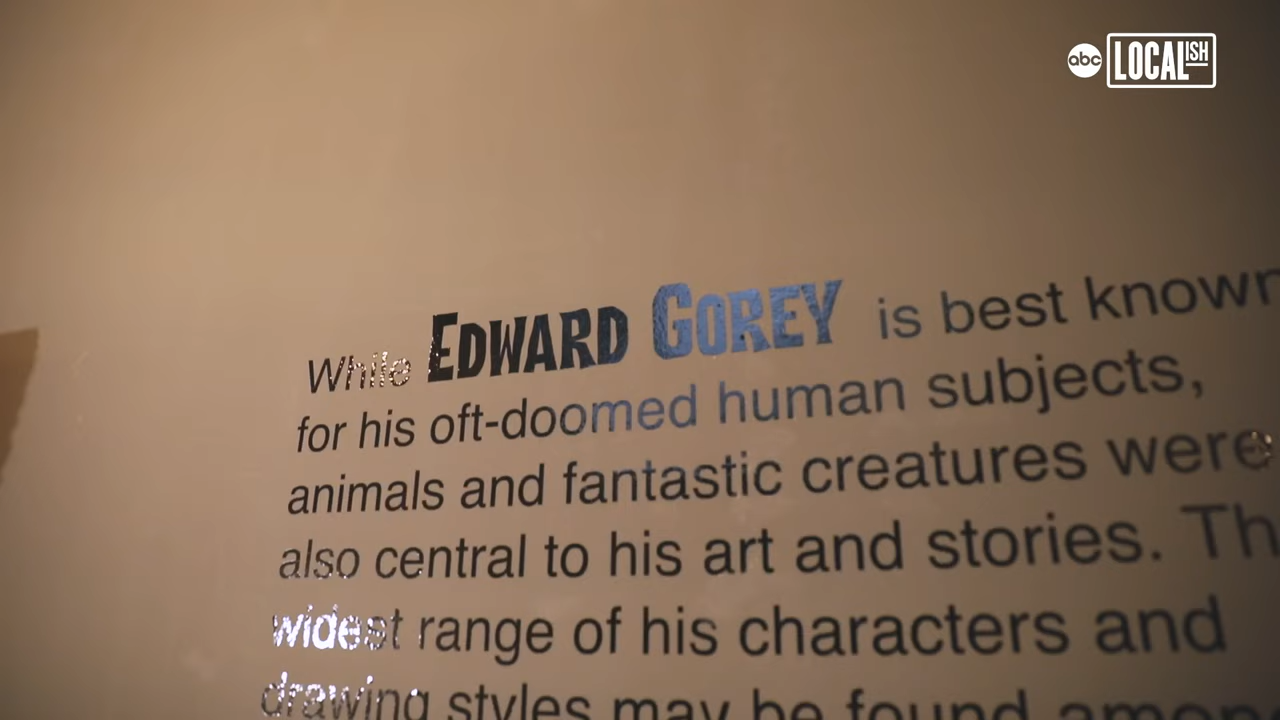 abc LOCALISH
While EDWARD GOREY is best known
for his oft-doomed human subjects,
animals and fantastic creatures were
also central to his art and stories. Th
widest range of his characters and
drawing styles may be found among